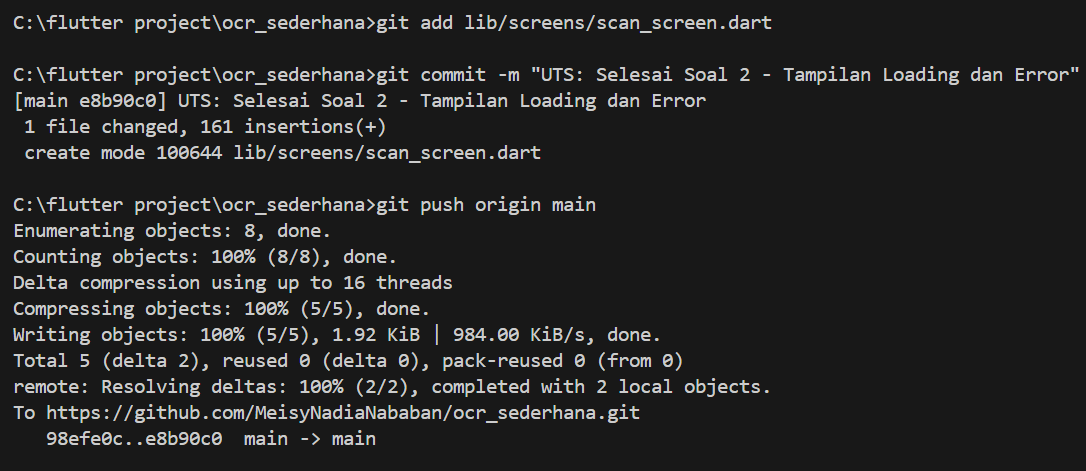 C:\flutter project\ocr_sederhana>git add lib/screens/scan_screen.dart
C:\flutter project\ocr_sederhana>git commit -m "UTS: Selesai Soal 2 - Tampilan Loading dan Error"
[main e8b90c0] UTS: Selesai Soal 2 - Tampilan Loading dan Error
 1 file changed, 161 insertions(+)
 create mode 100644 lib/screens/scan_screen.dart
C:\flutter project\ocr_sederhana>git push origin main
Enumerating objects: 8, done.
Counting objects: 100% (8/8), done.
Delta compression using up to 16 threads
Compressing objects: 100% (5/5), done.
Writing objects: 100% (5/5), 1.92 KiB | 984.00 KiB/s, done.
Total 5 (delta 2), reused 0 (delta 0), pack-reused 0 (from 0)
remote: Resolving deltas: 100% (2/2), completed with 2 local objects.
To https://github.com/MeisyNadiaNababan/ocr_sederhana.git
   98efe0c..e8b90c0  main -> main